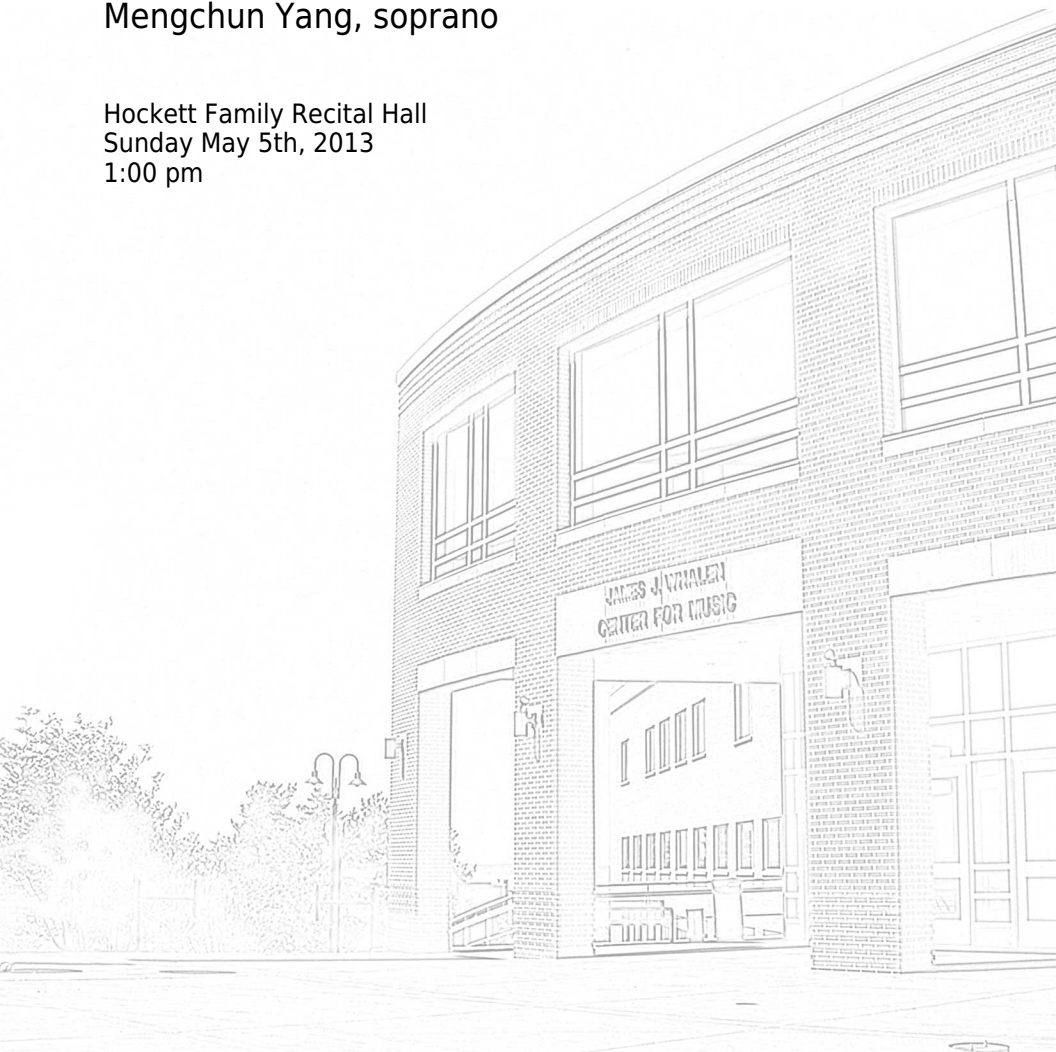 Mengchun Yang, soprano
Hockett Family Recital Hall
Sunday May 5th, 2013
1:00 pm
JAMES J. WHALEN
CENTER FOR MUSIC